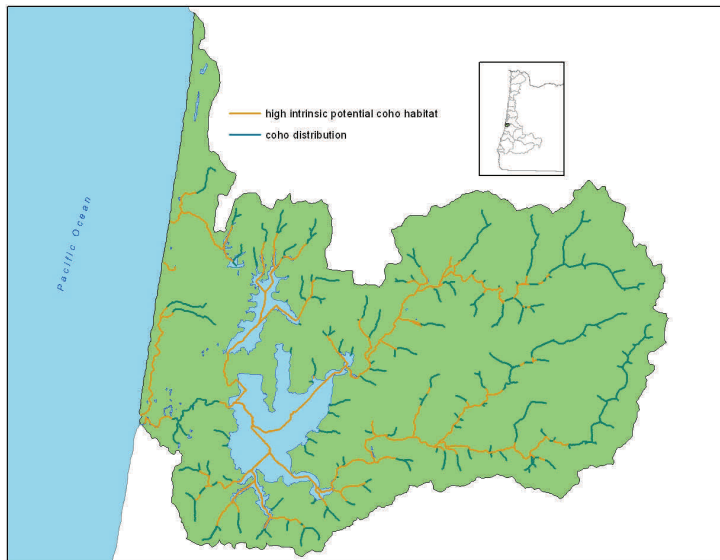 high intrinsic potential coho habitat
coho distribution
Pacific Ocean